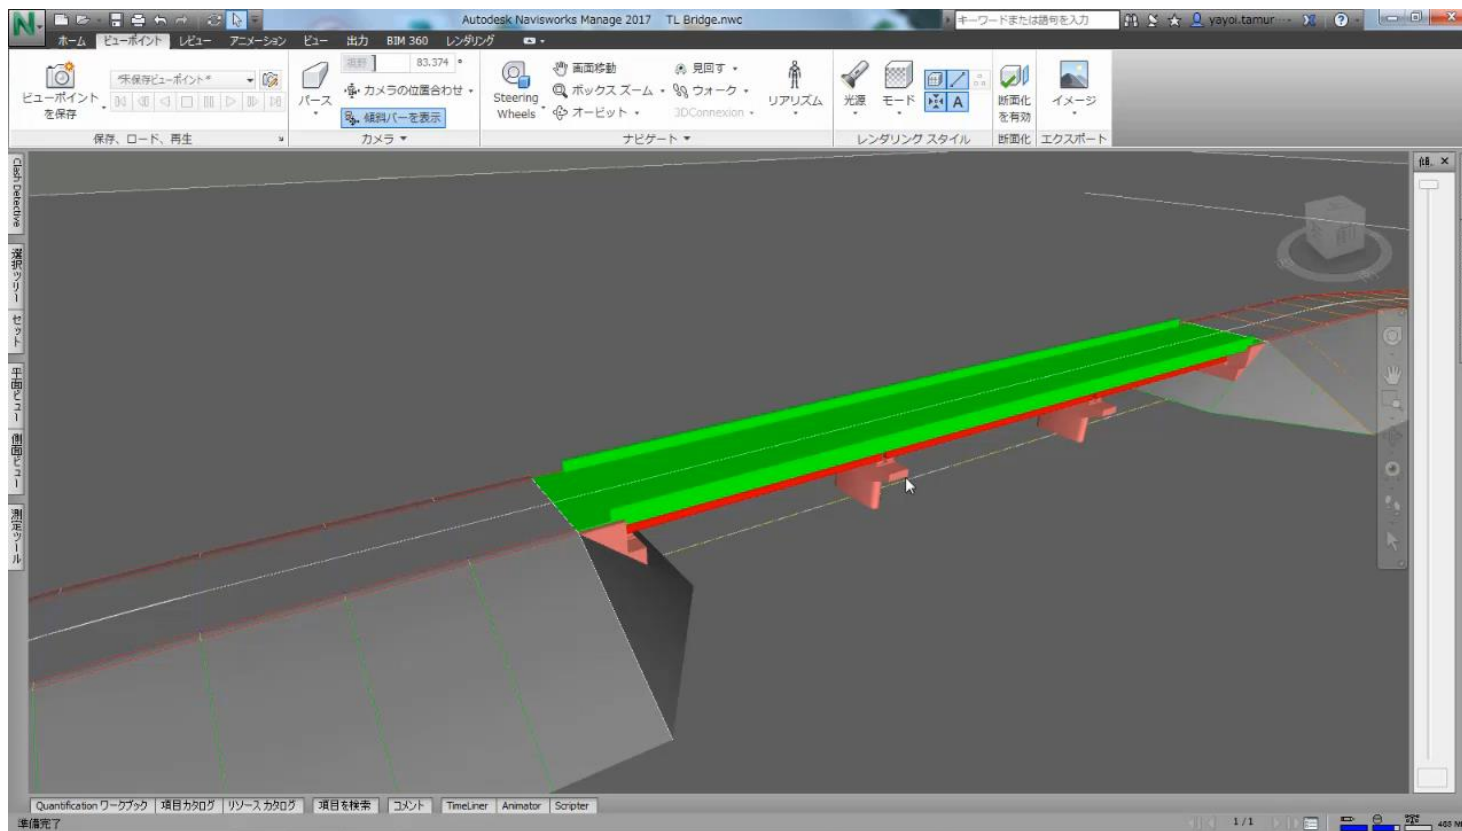 Autodesk Navisworks Manage 2017 TL Bridge.nwc
キーワードまたは語句を入力
yayoi.tamur
ホーム ビューポイント レビュー アニメーション ビュー 出力 BIM 360 レンダリング
ビューポイント
を保存
*未保存ビューポイント*
保存、ロード、再生
パース
視野 83.374 °
カメラの位置合わせ
傾斜バーを表示
カメラ
Steering
Wheels
画面移動
ボックス ズーム
オービット
見回す
ウォーク
3DConnexion
リアリズム
ナビゲート
光源
モード
A
レンダリング スタイル
断面化
を有効
断面化
イメージ
エクスポート
Clash Detective
選択ツリー
セット
平面ビュー
側面ビュー
測定ツール
傾..
Quantification ワークブック 項目カタログ リソース カタログ 項目を検索 コメント TimeLiner Animator Scripter
準備完了
1 / 1